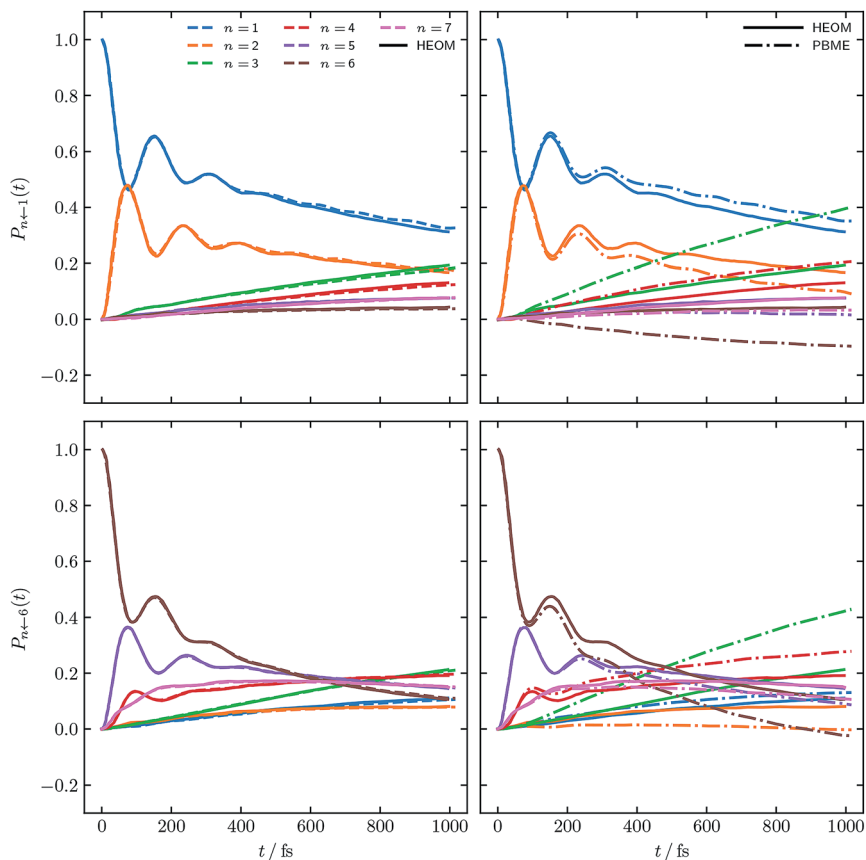 n = 1
n = 2
n = 3
n = 4
n = 5
n = 6
n = 7
HEOM
HEOM
PBME
P_{n←1}(t)
1.0
0.8
0.6
0.4
0.2
0.0
−0.2
P_{n←6}(t)
1.0
0.8
0.6
0.4
0.2
0.0
−0.2
0 200 400 600 800 1000
0 200 400 600 800 1000
t / fs
t / fs